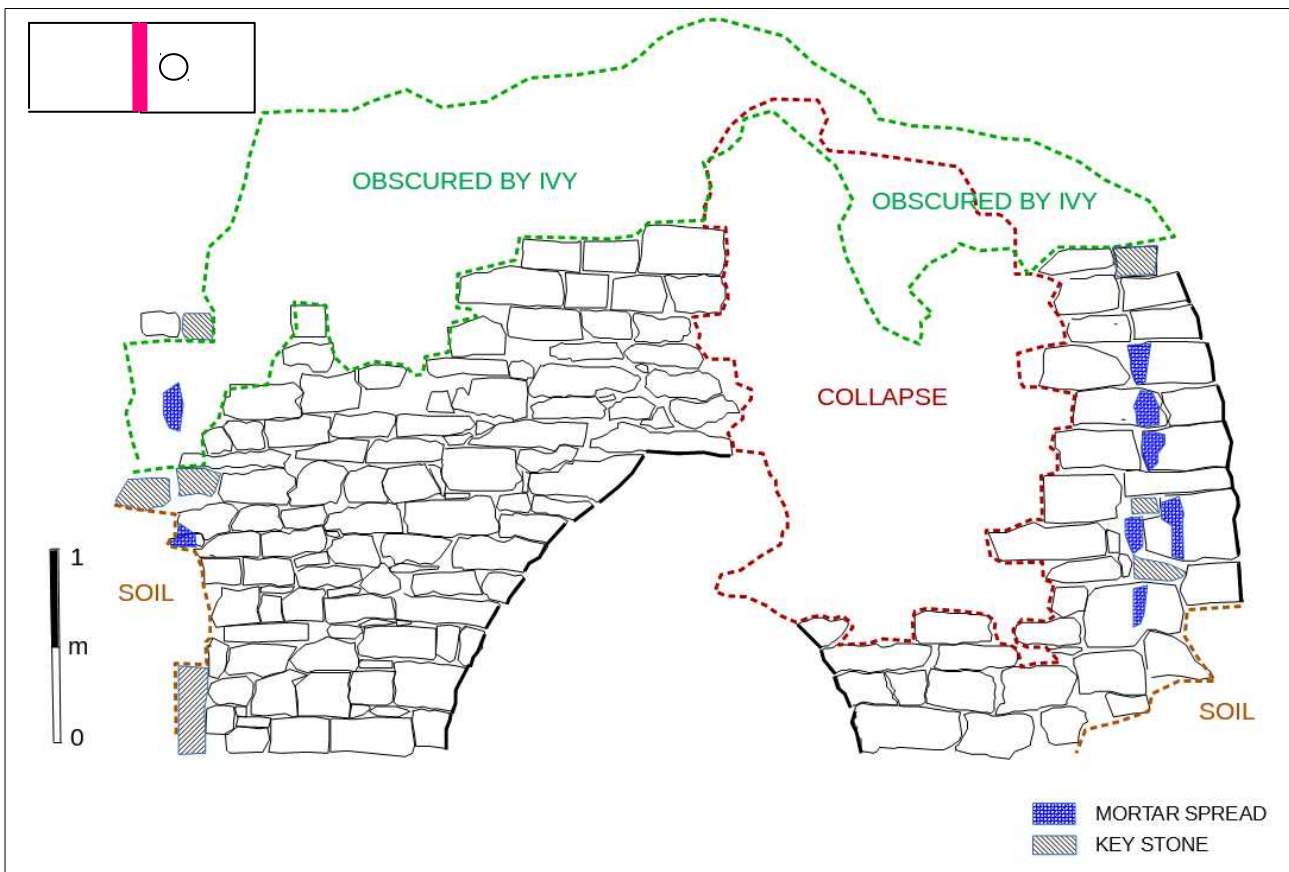 OBSCURED BY IVY
OBSCURED BY IVY
COLLAPSE
1
SOIL
m
SOIL
0
MORTAR SPREAD
KEY STONE